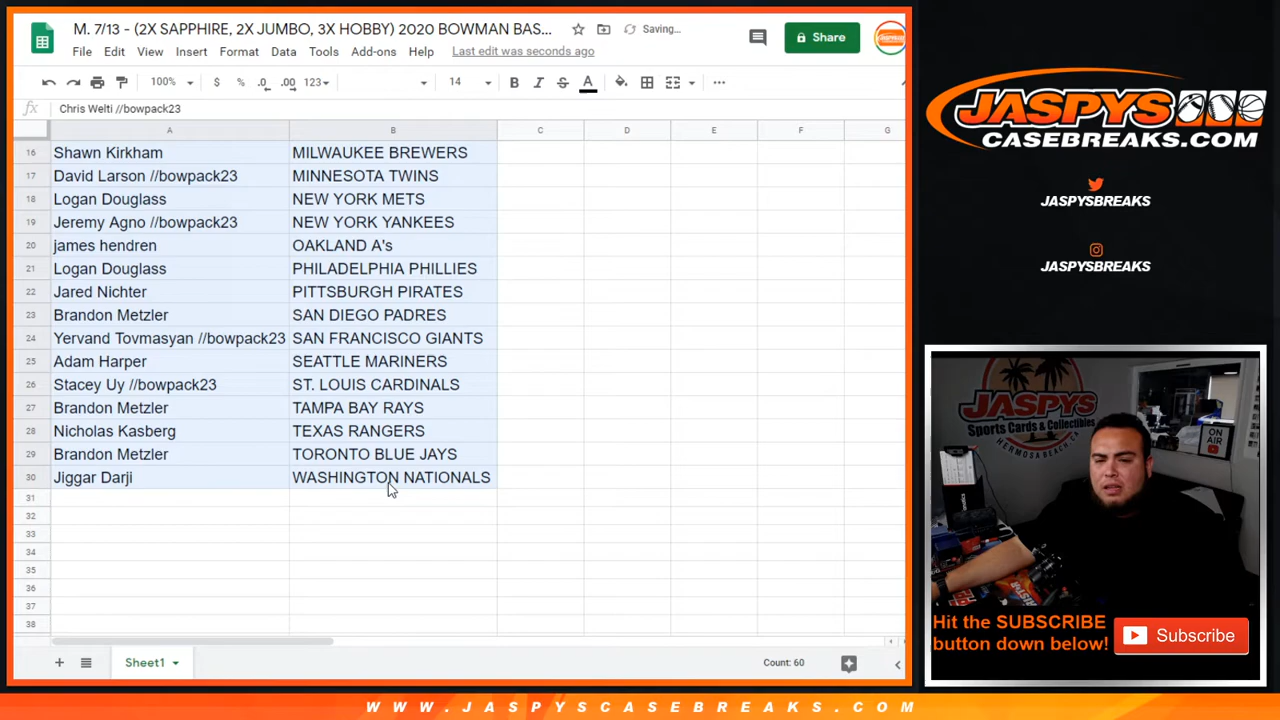 M. 7/13 - (2X SAPPHIRE, 2X JUMBO, 3X HOBBY) 2020 BOWMAN BAS...
Saving...
Share
File Edit View Insert Format Data Tools Add-ons Help Last edit was seconds ago
100% $ % .0 .00 123 14 B I S A
fx Chris Welti //bowpack23
A B C D E F G
16 Shawn Kirkham MILWAUKEE BREWERS
17 David Larson //bowpack23 MINNESOTA TWINS
18 Logan Douglass NEW YORK METS
19 Jeremy Agno //bowpack23 NEW YORK YANKEES
20 james hendren OAKLAND A's
21 Logan Douglass PHILADELPHIA PHILLIES
22 Jared Nichter PITTSBURGH PIRATES
23 Brandon Metzler SAN DIEGO PADRES
24 Yervand Tovmasyan //bowpack23 SAN FRANCISCO GIANTS
25 Adam Harper SEATTLE MARINERS
26 Stacey Uy //bowpack23 ST. LOUIS CARDINALS
27 Brandon Metzler TAMPA BAY RAYS
28 Nicholas Kasberg TEXAS RANGERS
29 Brandon Metzler TORONTO BLUE JAYS
30 Jiggar Darji WASHINGTON NATIONALS
31
32
33
34
35
36
37
38
Sheet1
Count: 60
JASPYS
CASEBREAKS.COM
JASPYSBREAKS
JASPYSBREAKS
JASPYS
Sports Cards & Collectibles
HERMOSA BEACH, CA
ON
AIR
Hit the SUBSCRIBE
button down below!
Subscribe
WWW.JASPYSCASEBREAKS.COM